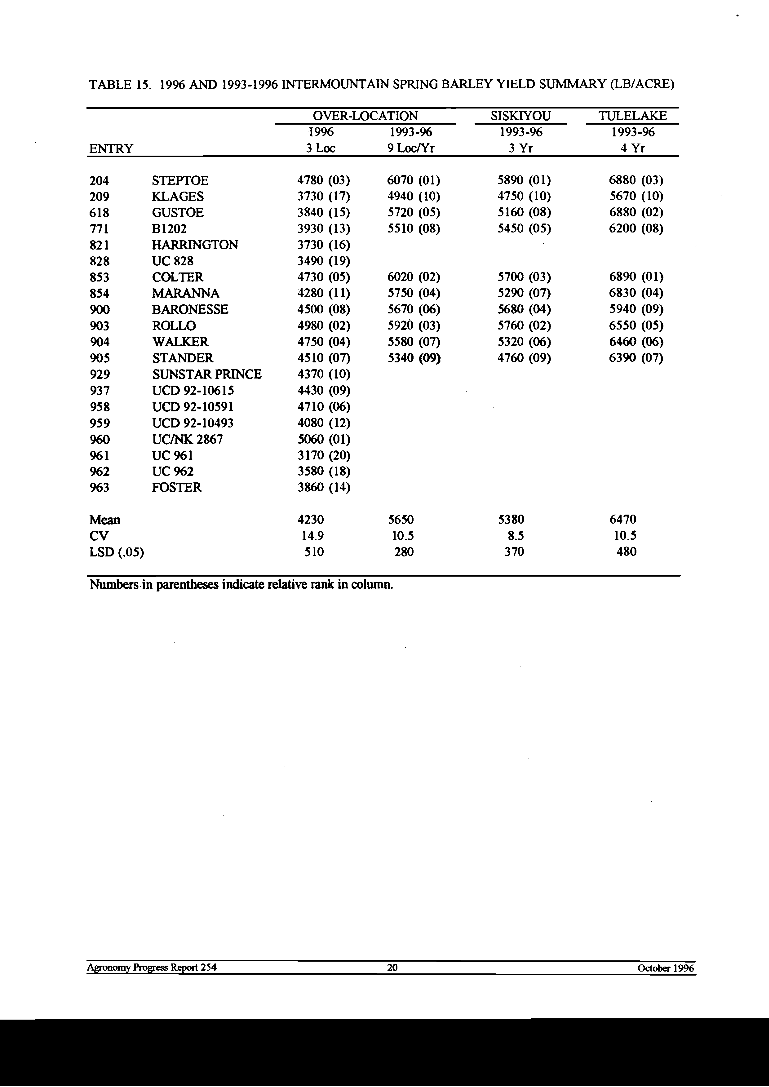 TABLE 15. 1996 AND 1993-1996 INTERMOUNTAIN SPRING BARLEY YIELD SUMMARY (LB/ACRE)
OVER-LOCATION SISKIYOU TULELAKE
1996 1993-96 1993-96 1993-96
ENTRY 3 Loc 9 Loc/Yr 3 Yr 4 Yr
204 STEPTOE 4780 (03) 6070 (01) 5890 (01) 6880 (03)
209 KLAGES 3730 (17) 4940 (10) 4750 (10) 5670 (10)
618 GUSTOE 3840 (15) 5720 (05) 5160 (08) 6880 (02)
771 B1202 3930 (13) 5510 (08) 5450 (05) 6200 (08)
821 HARRINGTON 3730 (16)
828 UC 828 3490 (19)
853 COLTER 4730 (05) 6020 (02) 5700 (03) 6890 (01)
854 MARANNA 4280 (11) 5750 (04) 5290 (07) 6830 (04)
900 BARONESSE 4500 (08) 5670 (06) 5680 (04) 5940 (09)
903 ROLLO 4980 (02) 5920 (03) 5760 (02) 6550 (05)
904 WALKER 4750 (04) 5580 (07) 5320 (06) 6460 (06)
905 STANDER 4510 (07) 5340 (09) 4760 (09) 6390 (07)
929 SUNSTAR PRINCE 4370 (10)
937 UCD 92-10615 4430 (09)
958 UCD 92-10591 4710 (06)
959 UCD 92-10493 4080 (12)
960 UC/NK 2867 5060 (01)
961 UC 961 3170 (20)
962 UC 962 3580 (18)
963 FOSTER 3860 (14)
Mean 4230 5650 5380 6470
CV 14.9 10.5 8.5 10.5
LSD (.05) 510 280 370 480
Numbers in parentheses indicate relative rank in column.
Agronomy Progress Report 254 20 October 1996